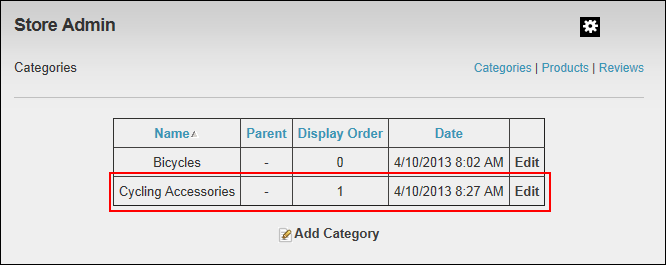 Store Admin
Categories
Categories | Products | Reviews
Name Parent Display Order Date
Bicycles - 0 4/10/2013 8:02 AM Edit
Cycling Accessories - 1 4/10/2013 8:27 AM Edit
Add Category